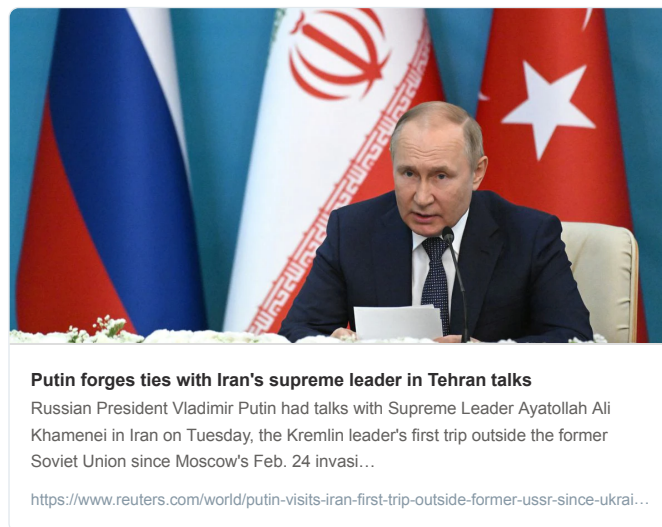 Putin forges ties with Iran's supreme leader in Tehran talks
Russian President Vladimir Putin had talks with Supreme Leader Ayatollah Ali
Khamenei in Iran on Tuesday, the Kremlin leader's first trip outside the former
Soviet Union since Moscow's Feb. 24 invasi…
https://www.reuters.com/world/putin-visits-iran-first-trip-outside-former-ussr-since-ukrai…